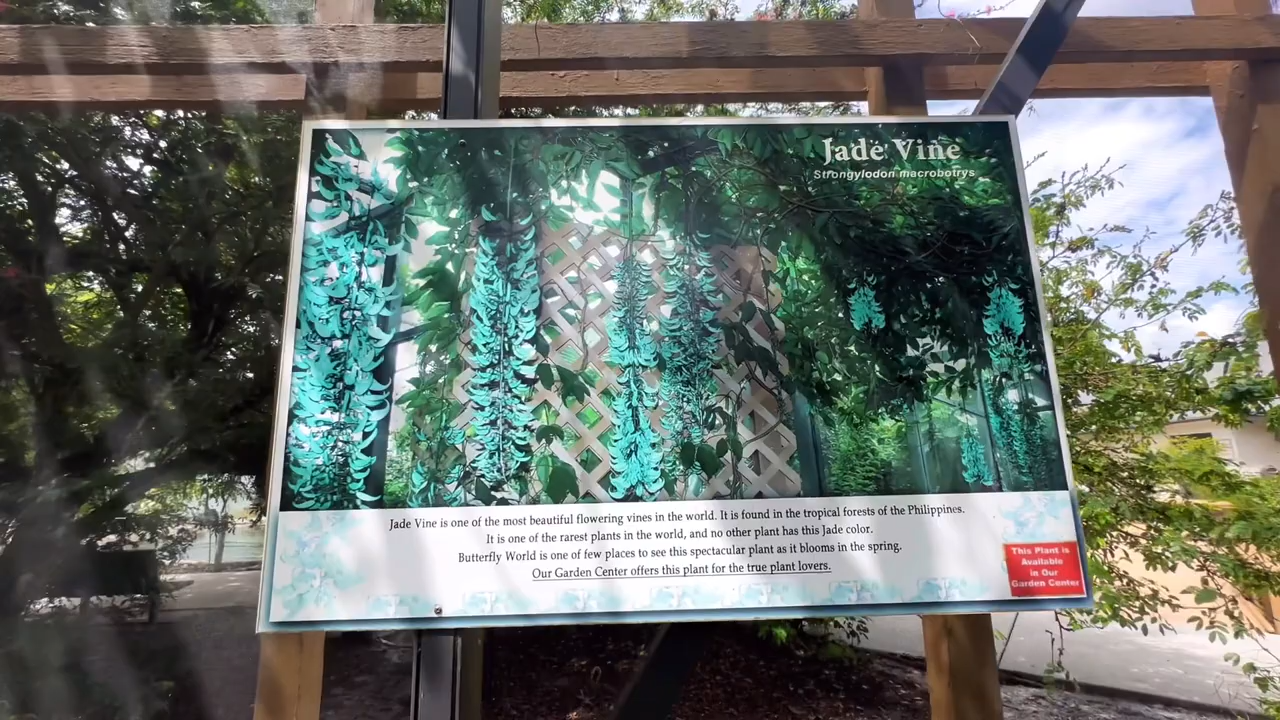 Jade Vine
Strongylodon macrobotrys
Jade Vine is one of the most beautiful flowering vines in the world. It is found in the tropical forests of the Philippines.
It is one of the rarest plants in the world, and no other plant has this Jade color.
Butterfly World is one of few places to see this spectacular plant as it blooms in the spring.
Our Garden Center offers this plant for the true plant lovers.
This Plant is
Available
in Our
Garden Center